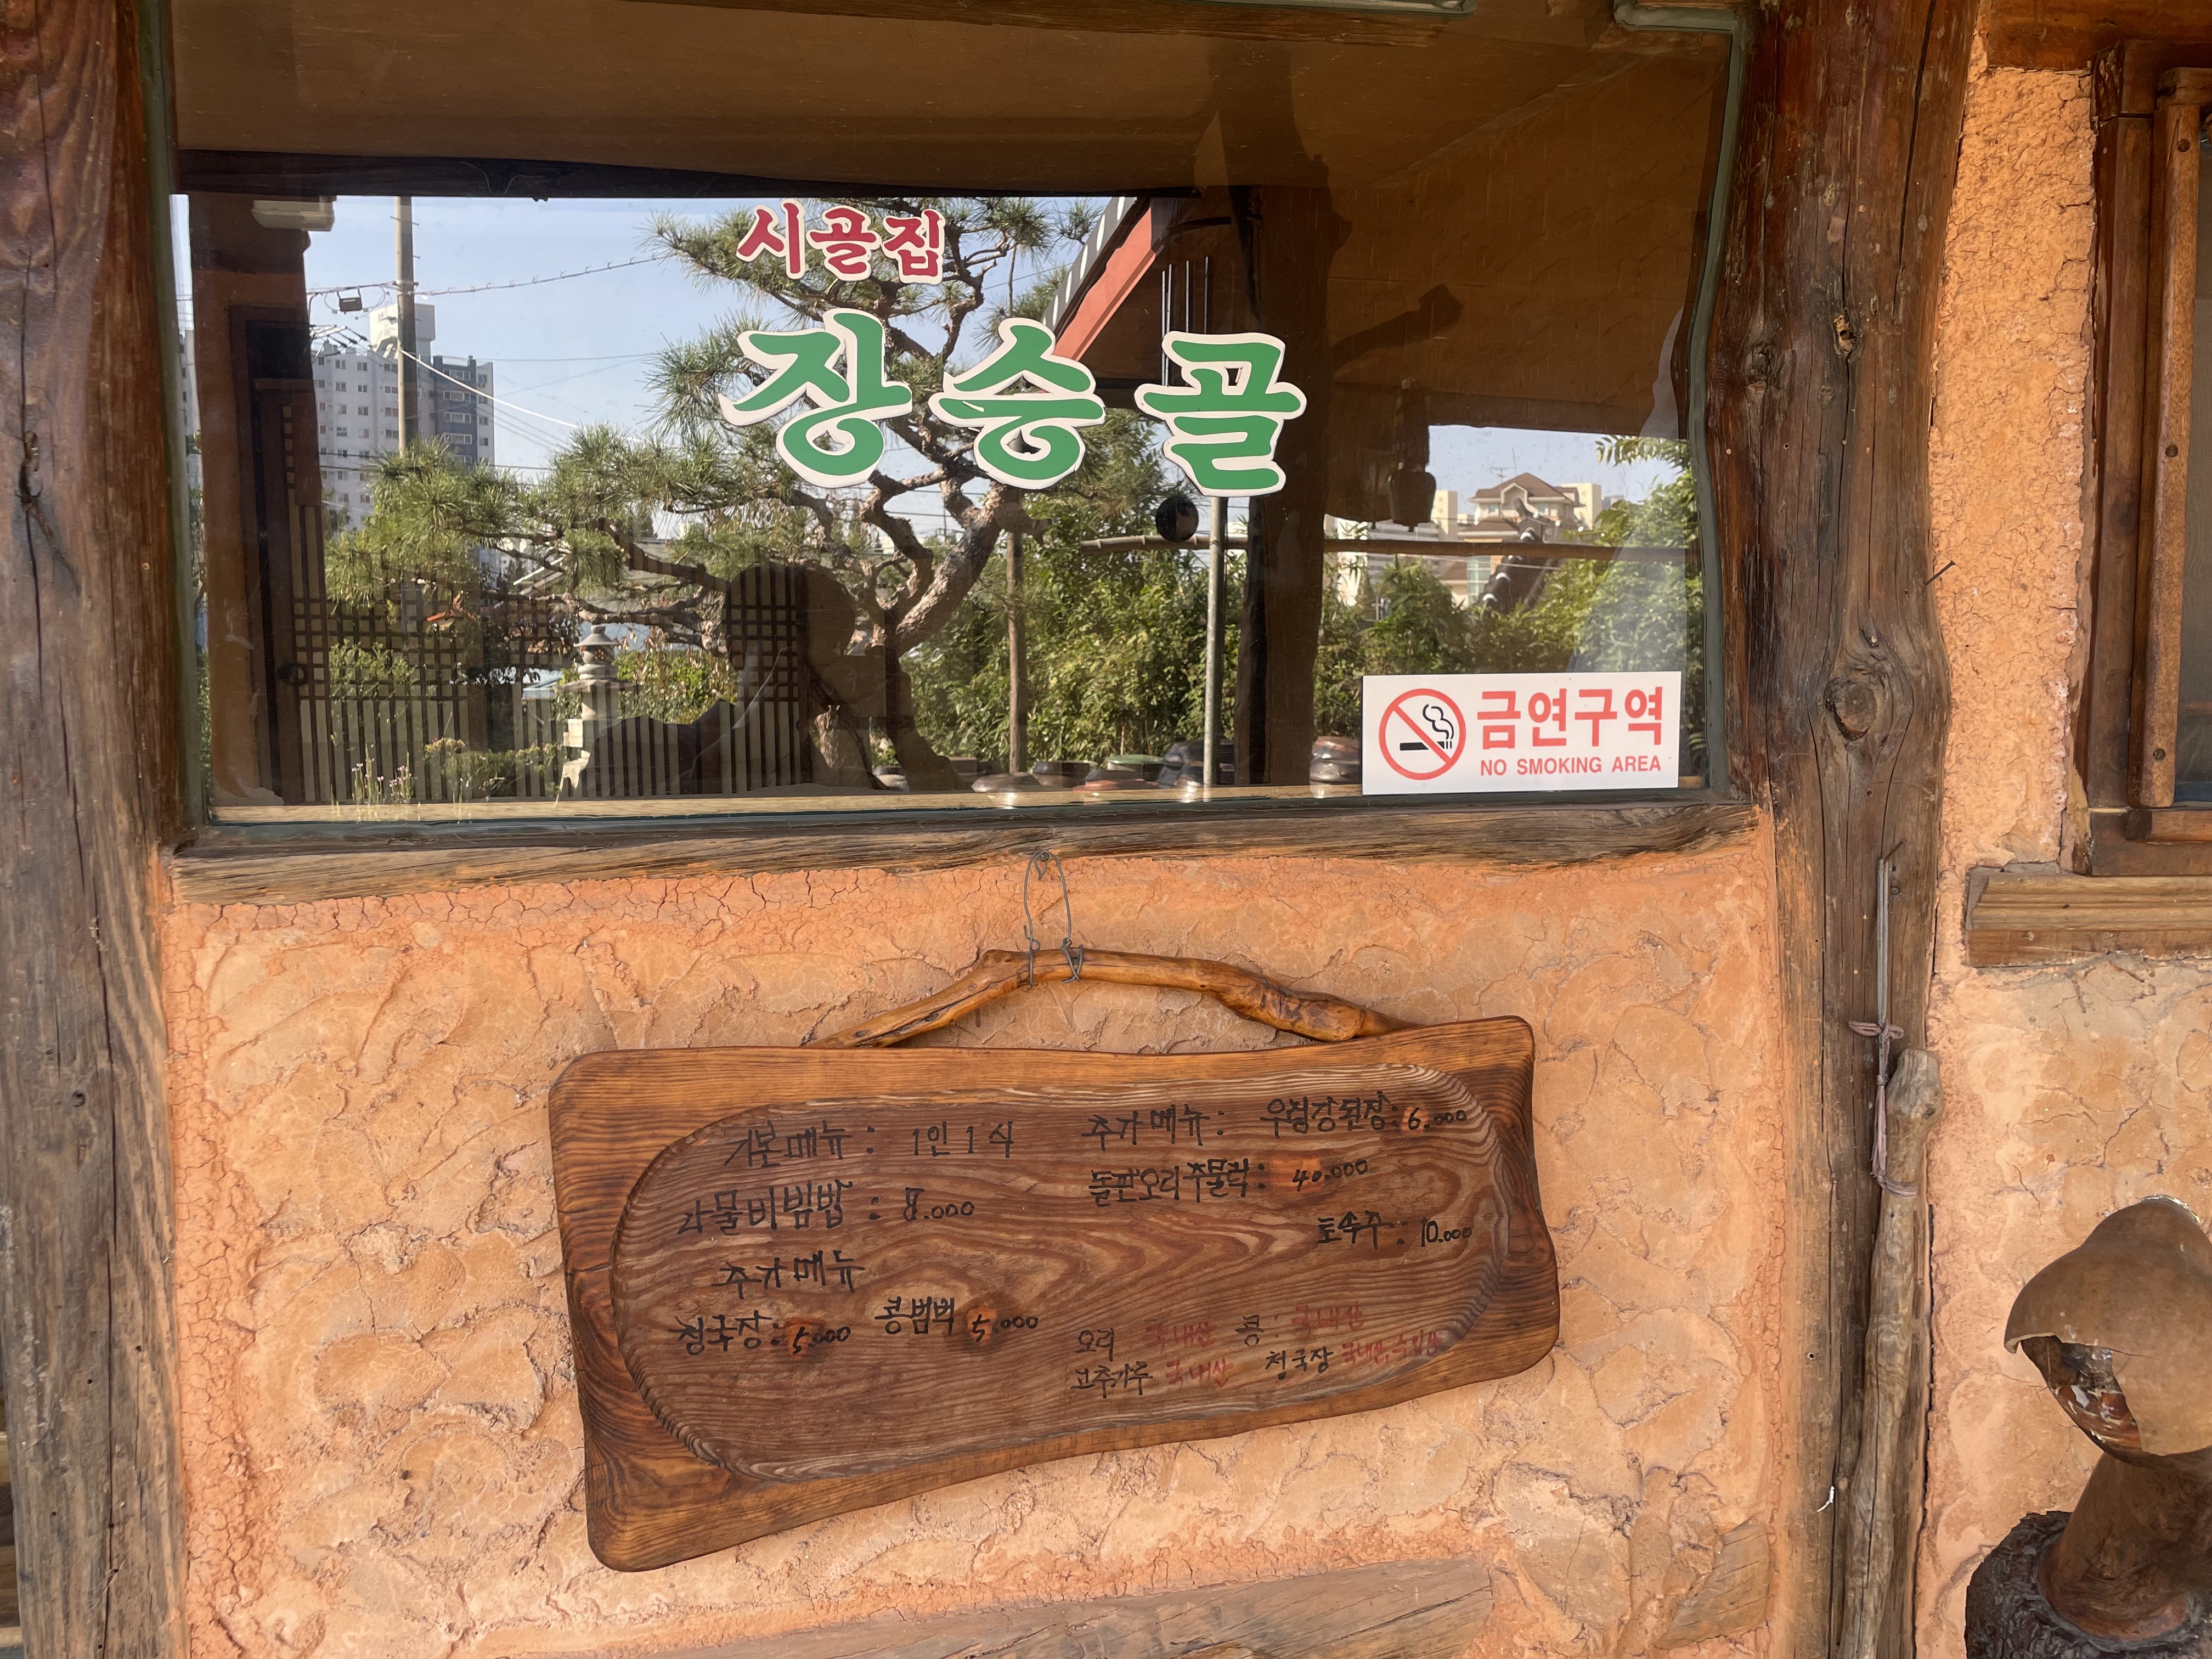 시골집
장승골
금연구역
NO SMOKING AREA
기본메뉴 : 1인 1식
나물비빔밥 : 8.000
추가메뉴
청국장 : 5.000 콩범벅 5.000
추가메뉴 : 우렁강된장 : 6.000
돌판오리주물럭 : 40.000
토속주 : 10.000
오리 국내산 콩 : 국내산
고추가루 국내산 청국장 국내산, 수입산